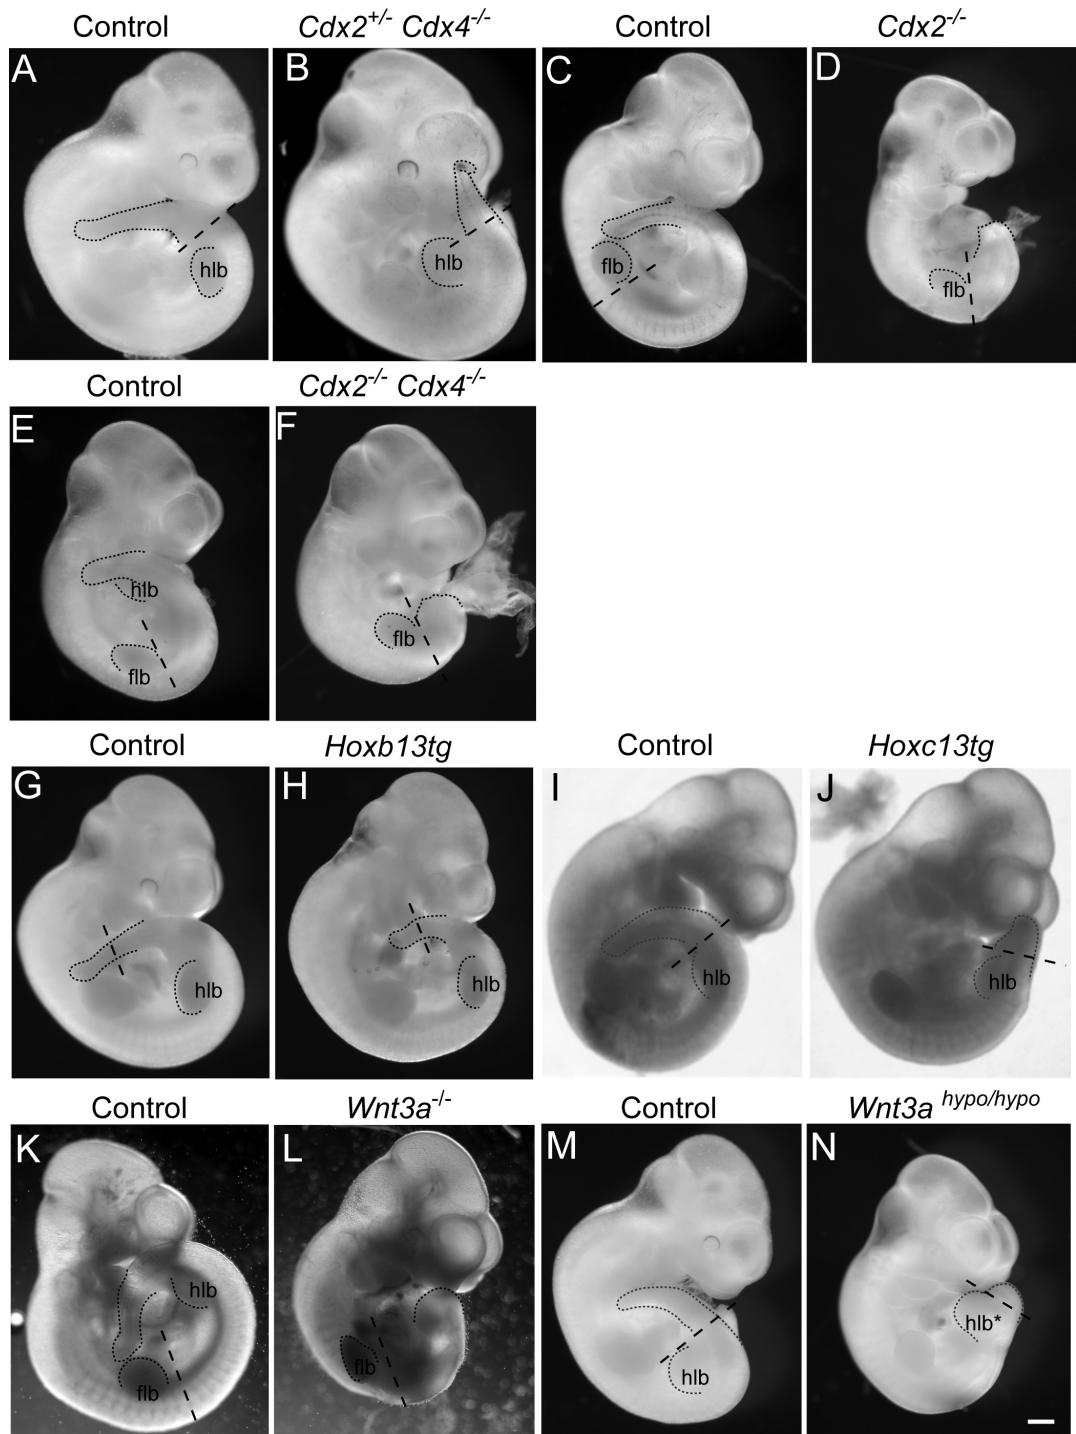 Control Cdx2+/- Cdx4-/- Control Cdx2-/-
A B C D
hlb hlb flb flb
Control Cdx2-/- Cdx4-/-
E F
hlb flb flb
Control Hoxb13tg Control Hoxc13tg
G H I J
hlb hlb hlb hlb
Control Wnt3a-/- Control Wnt3a hypo/hypo
K L M N
hlb flb flb hlb hlb*